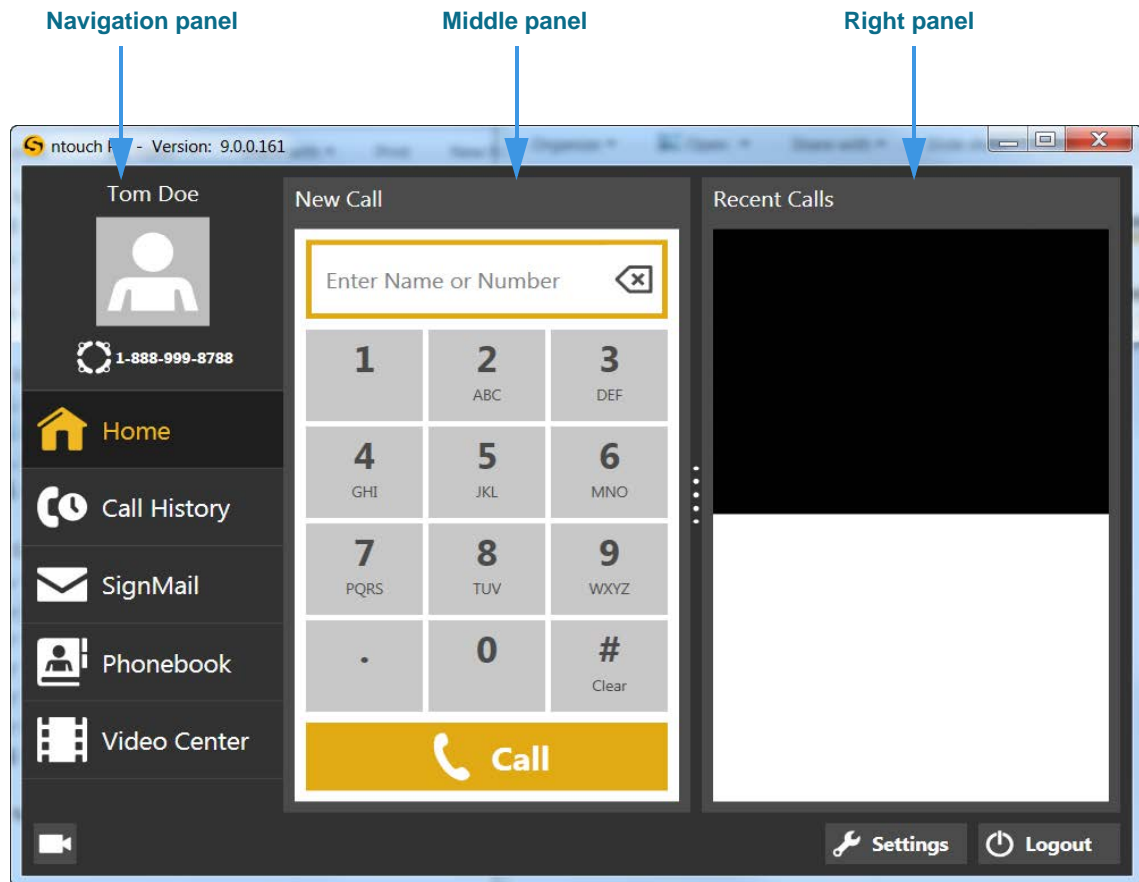 Navigation panel
Middle panel
Right panel
ntouch - Version: 9.0.0.161
Tom Doe
1-888-999-8788
Home
Call History
SignMail
Phonebook
Video Center
New Call
Enter Name or Number
1
2
3
ABC
DEF
4
5
6
GHI
JKL
MNO
7
8
9
PQRS
TUV
WXYZ
.
0
#
Clear
Call
Recent Calls
Settings
Logout